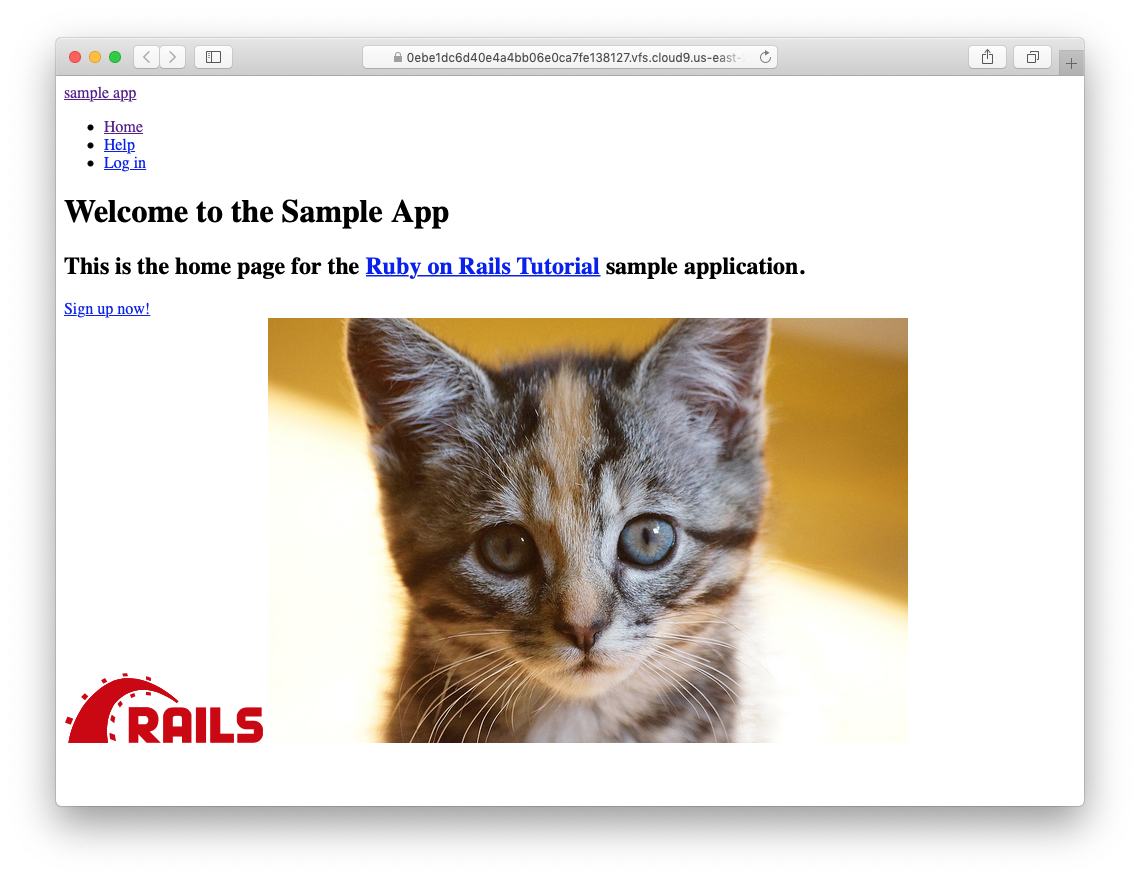 0ebe1dc6d40e4a4bb06e0ca7fe138127.vfs.cloud9.us-east-
sample app
Home
Help
Log in
Welcome to the Sample App
This is the home page for the Ruby on Rails Tutorial sample application.
Sign up now!
RAILS